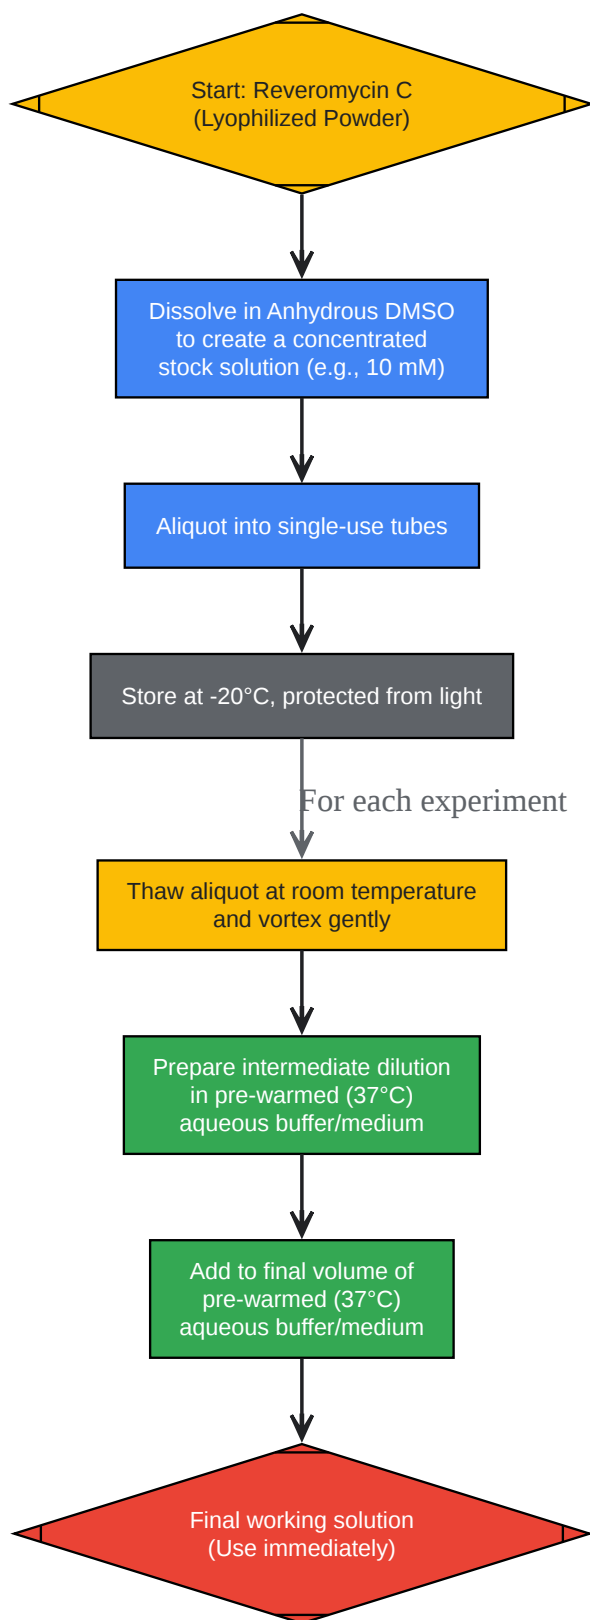 Start: Reveromycin C
(Lyophilized Powder)
Dissolve in Anhydrous DMSO
to create a concentrated
stock solution (e.g., 10 mM)
Aliquot into single-use tubes
Store at -20°C, protected from light
For each experiment
Thaw aliquot at room temperature
and vortex gently
Prepare intermediate dilution
in pre-warmed (37°C)
aqueous buffer/medium
Add to final volume of
pre-warmed (37°C)
aqueous buffer/medium
Final working solution
(Use immediately)